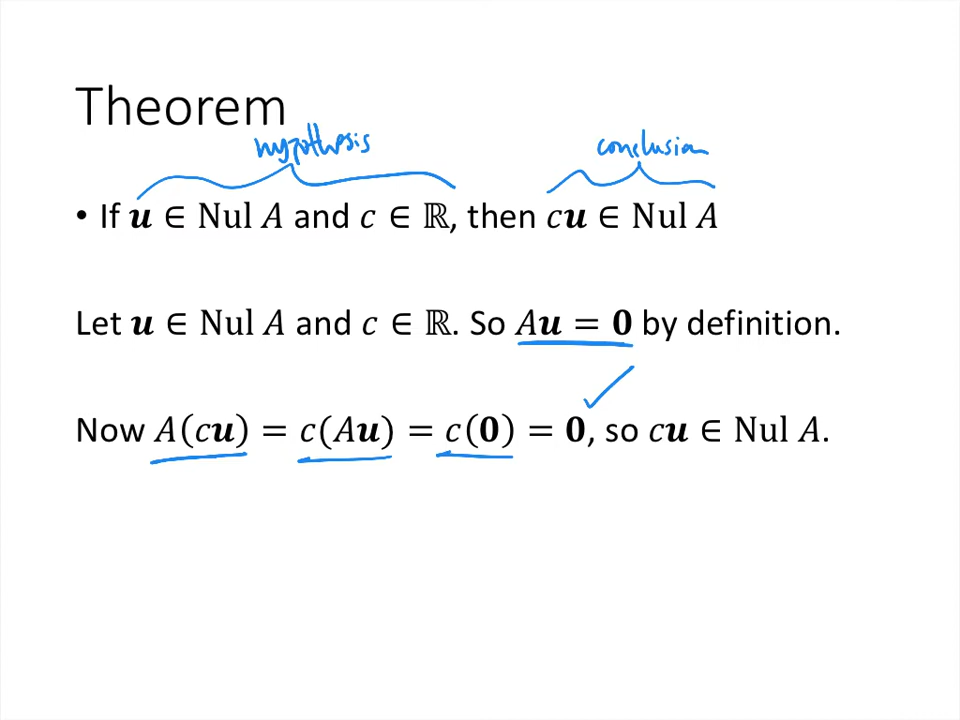 Theorem
hypothesis conclusion
• If 𝒖 ∈ Nul 𝐴 and 𝑐 ∈ ℝ, then 𝑐𝒖 ∈ Nul 𝐴
Let 𝒖 ∈ Nul 𝐴 and 𝑐 ∈ ℝ. So 𝐴𝒖 = 𝟎 by definition.
Now 𝐴(𝑐𝒖) = 𝑐(𝐴𝒖) = 𝑐(𝟎) = 𝟎, so 𝑐𝒖 ∈ Nul 𝐴.